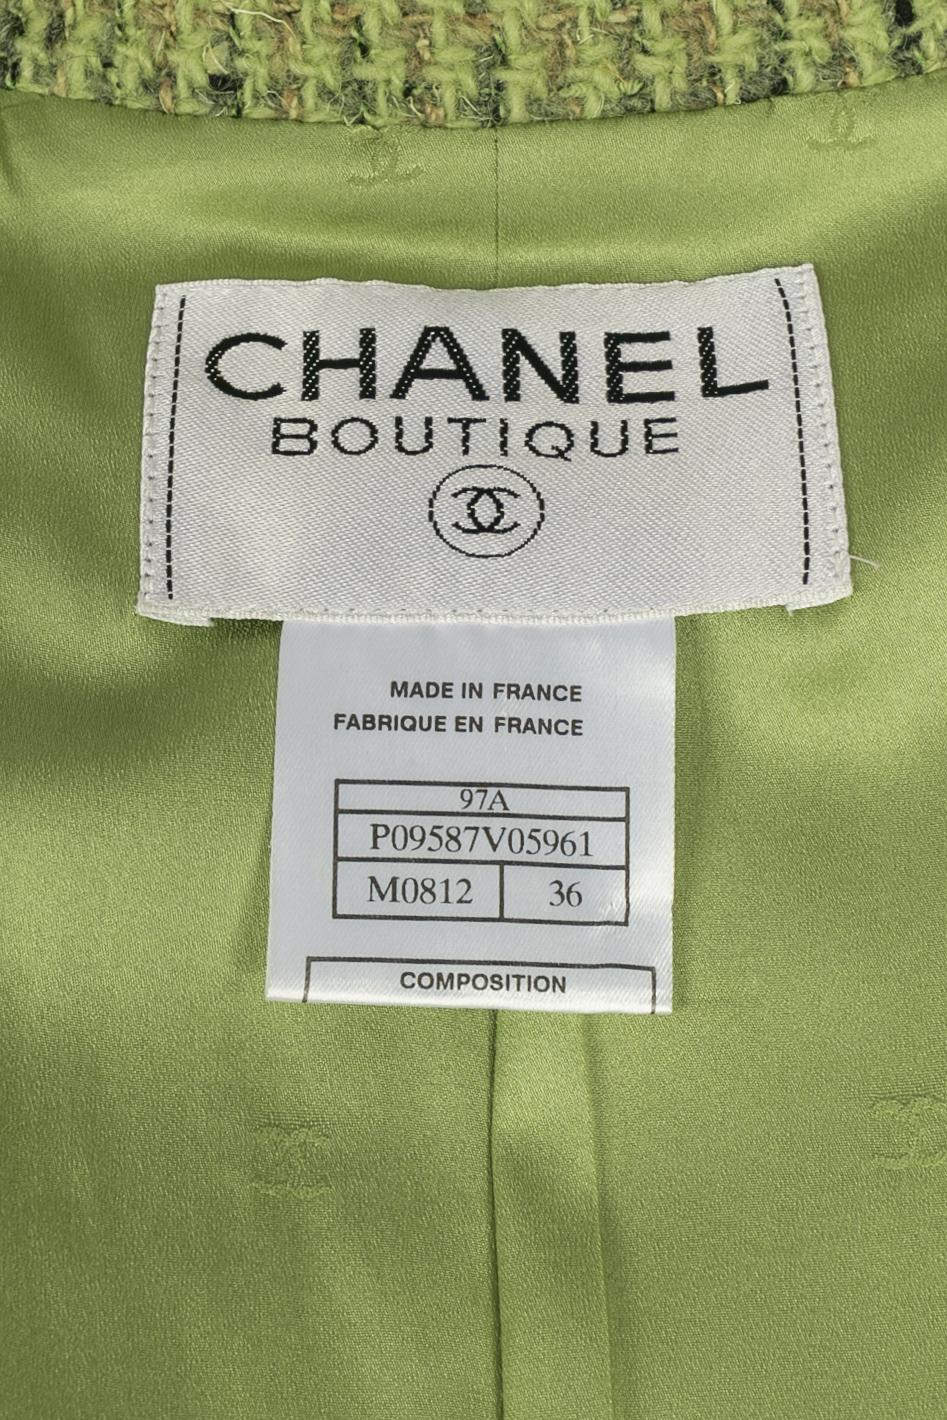 CHANEL
BOUTIQUE
MADE IN FRANCE
FABRIQUE EN FRANCE
97A
P09587V05961
M0812 36
COMPOSITION